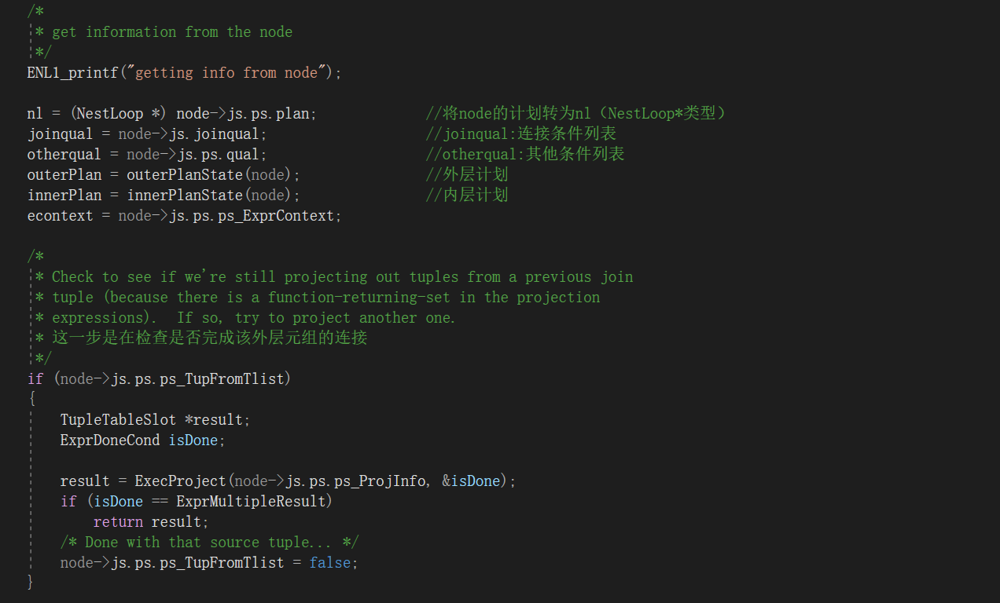 /*
* get information from the node
*/
ENL1_printf("getting info from node");
nl = (NestLoop *) node->js.ps.plan; //将node的计划转为nl（NestLoop*类型）
joinqual = node->js.joinqual; //joinqual:连接条件列表
otherqual = node->js.ps.qual; //otherqual:其他条件列表
outerPlan = outerPlanState(node); //外层计划
innerPlan = innerPlanState(node); //内层计划
econtext = node->js.ps.ps_ExprContext;
/*
* Check to see if we're still projecting out tuples from a previous join
* tuple (because there is a function-returning-set in the projection
* expressions).  If so, try to project another one.
* 这一步是在检查是否完成该外层元组的连接
*/
if (node->js.ps.ps_TupFromTlist)
{
TupleTableSlot *result;
ExprDoneCond isDone;
result = ExecProject(node->js.ps.ps_ProjInfo, &isDone);
if (isDone == ExprMultipleResult)
return result;
/* Done with that source tuple... */
node->js.ps.ps_TupFromTlist = false;
}